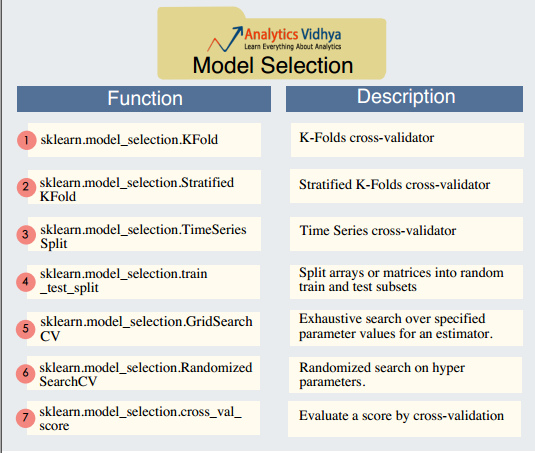 Analytics Vidhya
Learn Everything About Analytics
Model Selection
Function
Description
1
sklearn.model_selection.KFold
K-Folds cross-validator
2
sklearn.model_selection.Stratified
KFold
Stratified K-Folds cross-validator
3
sklearn.model_selection.TimeSeries
Split
Time Series cross-validator
4
sklearn.model_selection.train
_test_split
Split arrays or matrices into random
train and test subsets
5
sklearn.model_selection.GridSearch
CV
Exhaustive search over specified
parameter values for an estimator.
6
sklearn.model_selection.Randomized
SearchCV
Randomized search on hyper
parameters.
7
sklearn.model_selection.cross_val_
score
Evaluate a score by cross-validation